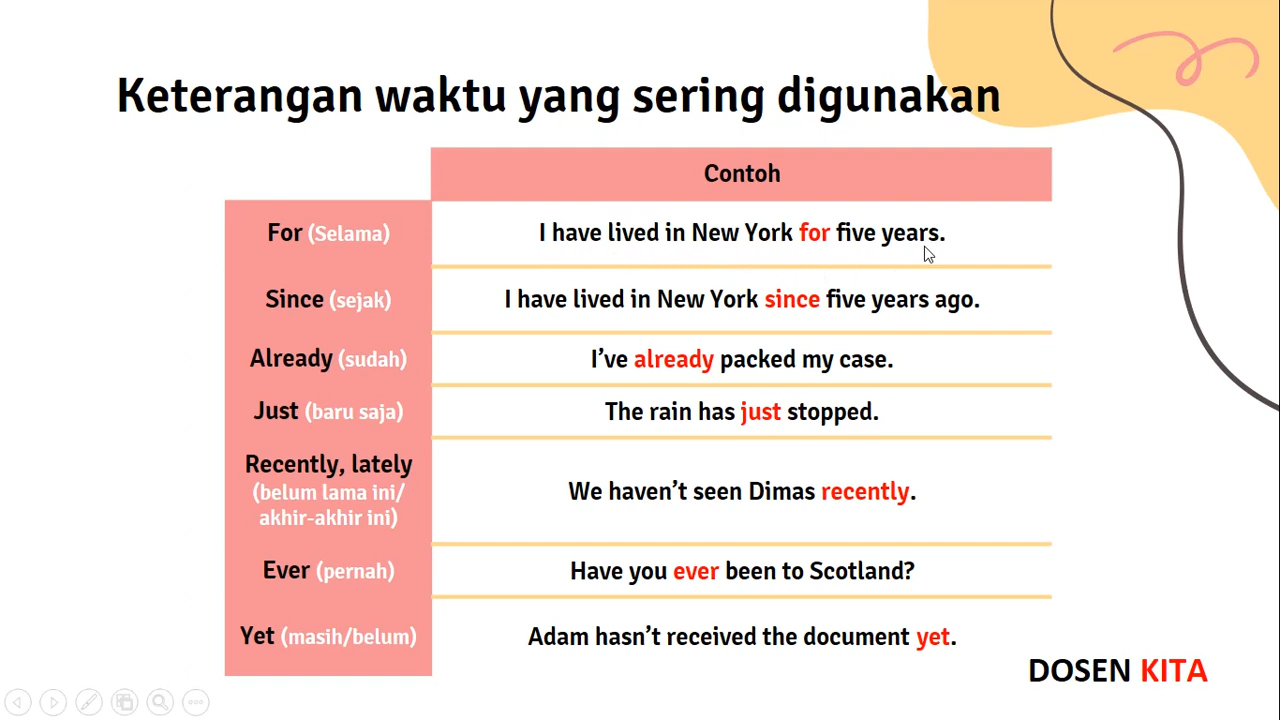 Keterangan waktu yang sering digunakan
Contoh
For (Selama)
I have lived in New York for five years.
Since (sejak)
I have lived in New York since five years ago.
Already (sudah)
I’ve already packed my case.
Just (baru saja)
The rain has just stopped.
Recently, lately
(belum lama ini/
akhir-akhir ini)
We haven’t seen Dimas recently.
Ever (pernah)
Have you ever been to Scotland?
Yet (masih/belum)
Adam hasn’t received the document yet.
DOSEN KITA